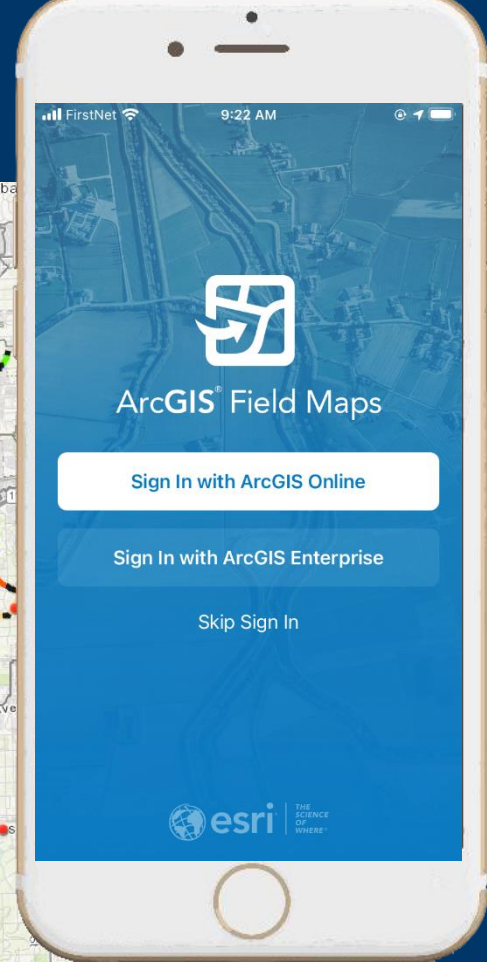 FirstNet 9:22 AM
ArcGIS® Field Maps
Sign In with ArcGIS Online
Sign In with ArcGIS Enterprise
Skip Sign In
esri
THE
SCIENCE
OF
WHERE™